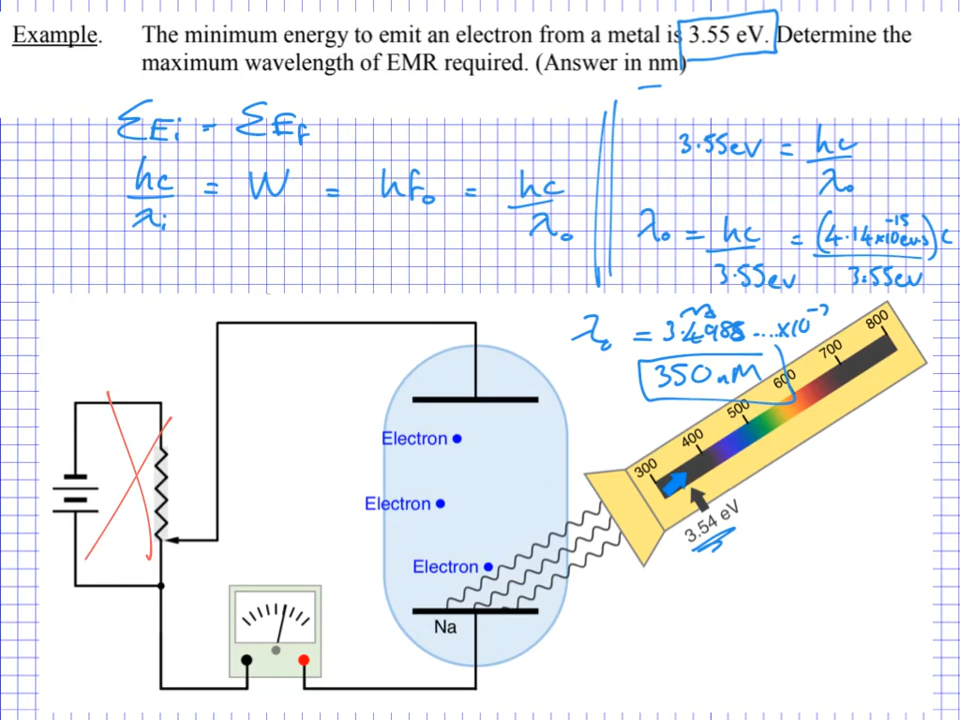 Example. The minimum energy to emit an electron from a metal is 3.55 eV. Determine the
maximum wavelength of EMR required. (Answer in nm)
ΣEi = ΣEf
hc/λi = W = hf₀ = hc/λ₀
3.55eV = hc/λ₀
λ₀ = hc/3.55eV = (4.14×10⁻¹⁵ eV·s)c/3.55eV
λ₀ = 3.4985....×10⁻⁷
350nM
300 400 500 600 700 800
3.54 eV
Electron
Electron
Electron
Na